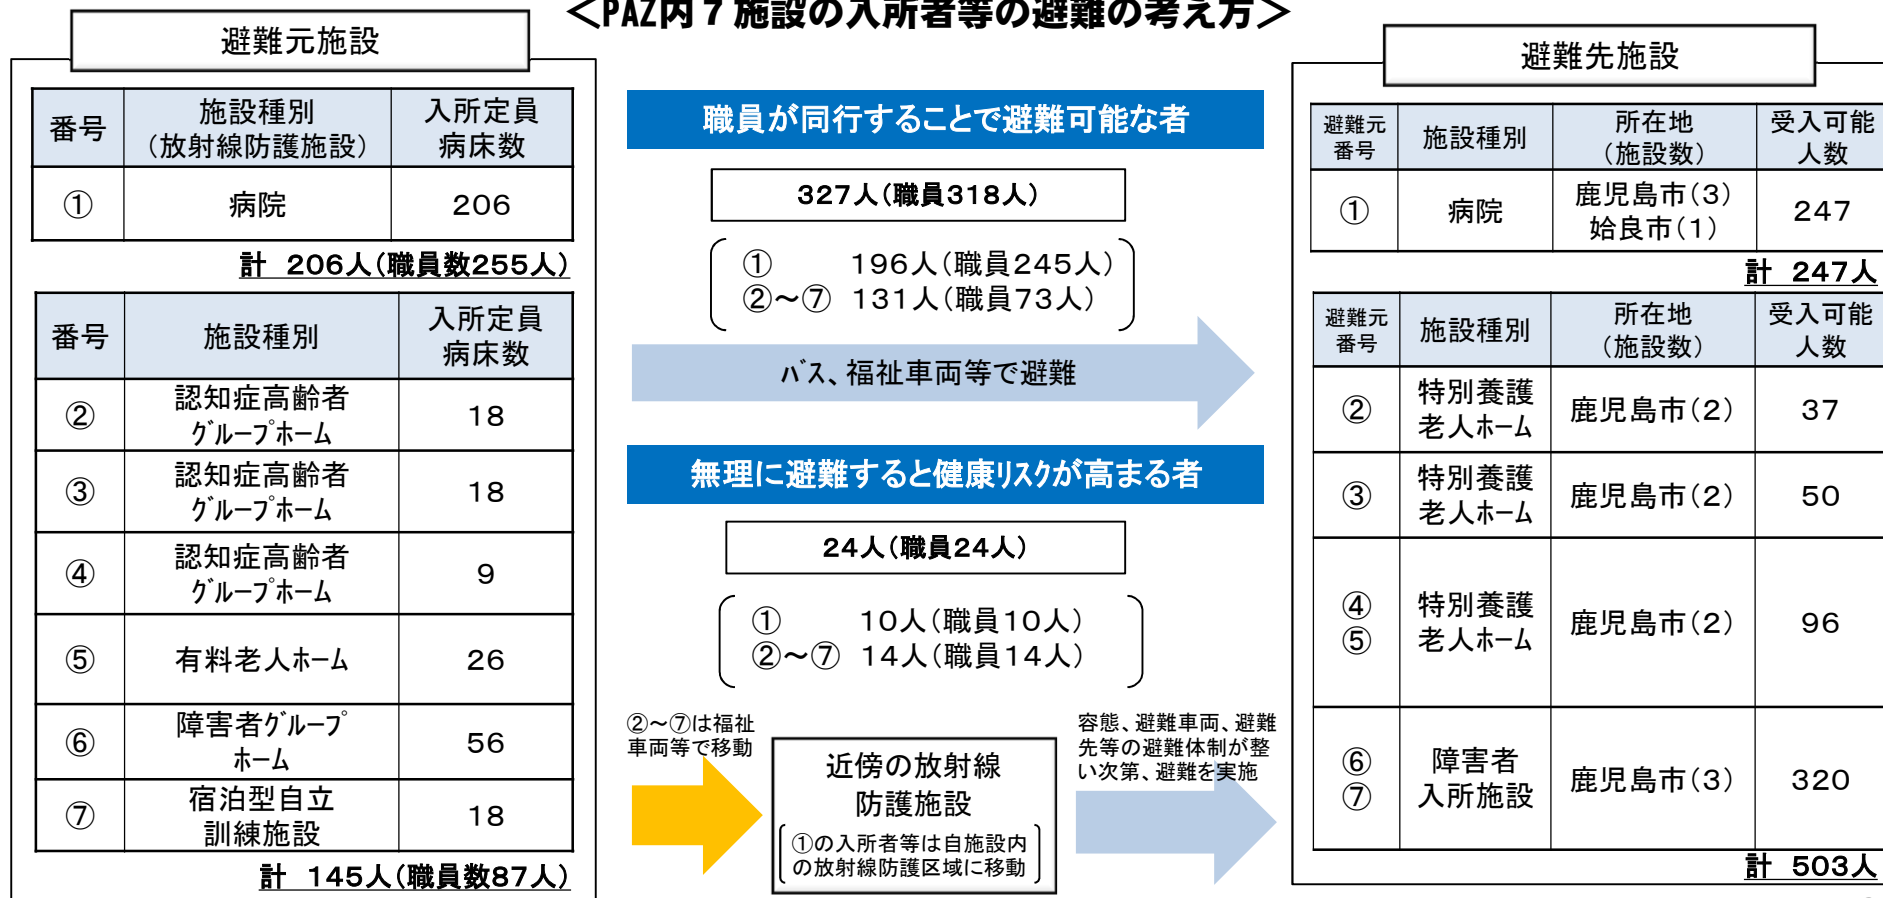 ＜PAZ内７施設の入所者等の避難の考え方＞
避難元施設
番号
施設種別
（放射線防護施設）
入所定員
病床数
①
病院
206
計　206人（職員数255人）
番号
施設種別
入所定員
病床数
②
認知症高齢者
ｸﾞﾙｰﾌﾟﾎｰﾑ
18
③
認知症高齢者
ｸﾞﾙｰﾌﾟﾎｰﾑ
18
④
認知症高齢者
ｸﾞﾙｰﾌﾟﾎｰﾑ
9
⑤
有料老人ﾎｰﾑ
26
⑥
障害者ｸﾞﾙｰﾌﾟ
ﾎｰﾑ
56
⑦
宿泊型自立
訓練施設
18
計　145人（職員数87人）
職員が同行することで避難可能な者
327人（職員318人）
①　　　196人（職員245人）
②～⑦　131人（職員73人）
ﾊﾞｽ、福祉車両等で避難
無理に避難すると健康ﾘｽｸが高まる者
24人（職員24人）
①　　　10人（職員10人）
②～⑦　14人（職員14人）
②～⑦は福祉
車両等で移動
近傍の放射線
防護施設
①の入所者等は自施設内
の放射線防護区域に移動
容態、避難車両、避難
先等の避難体制が整
い次第、避難を実施
避難先施設
避難元
番号
施設種別
所在地
（施設数）
受入可能
人数
①
病院
鹿児島市（３）
姶良市（１）
247
計　247人
避難元
番号
施設種別
所在地
（施設数）
受入可能
人数
②
特別養護
老人ﾎｰﾑ
鹿児島市（２）
37
③
特別養護
老人ﾎｰﾑ
鹿児島市（２）
50
④
⑤
特別養護
老人ﾎｰﾑ
鹿児島市（２）
96
⑥
⑦
障害者
入所施設
鹿児島市（３）
320
計　503人